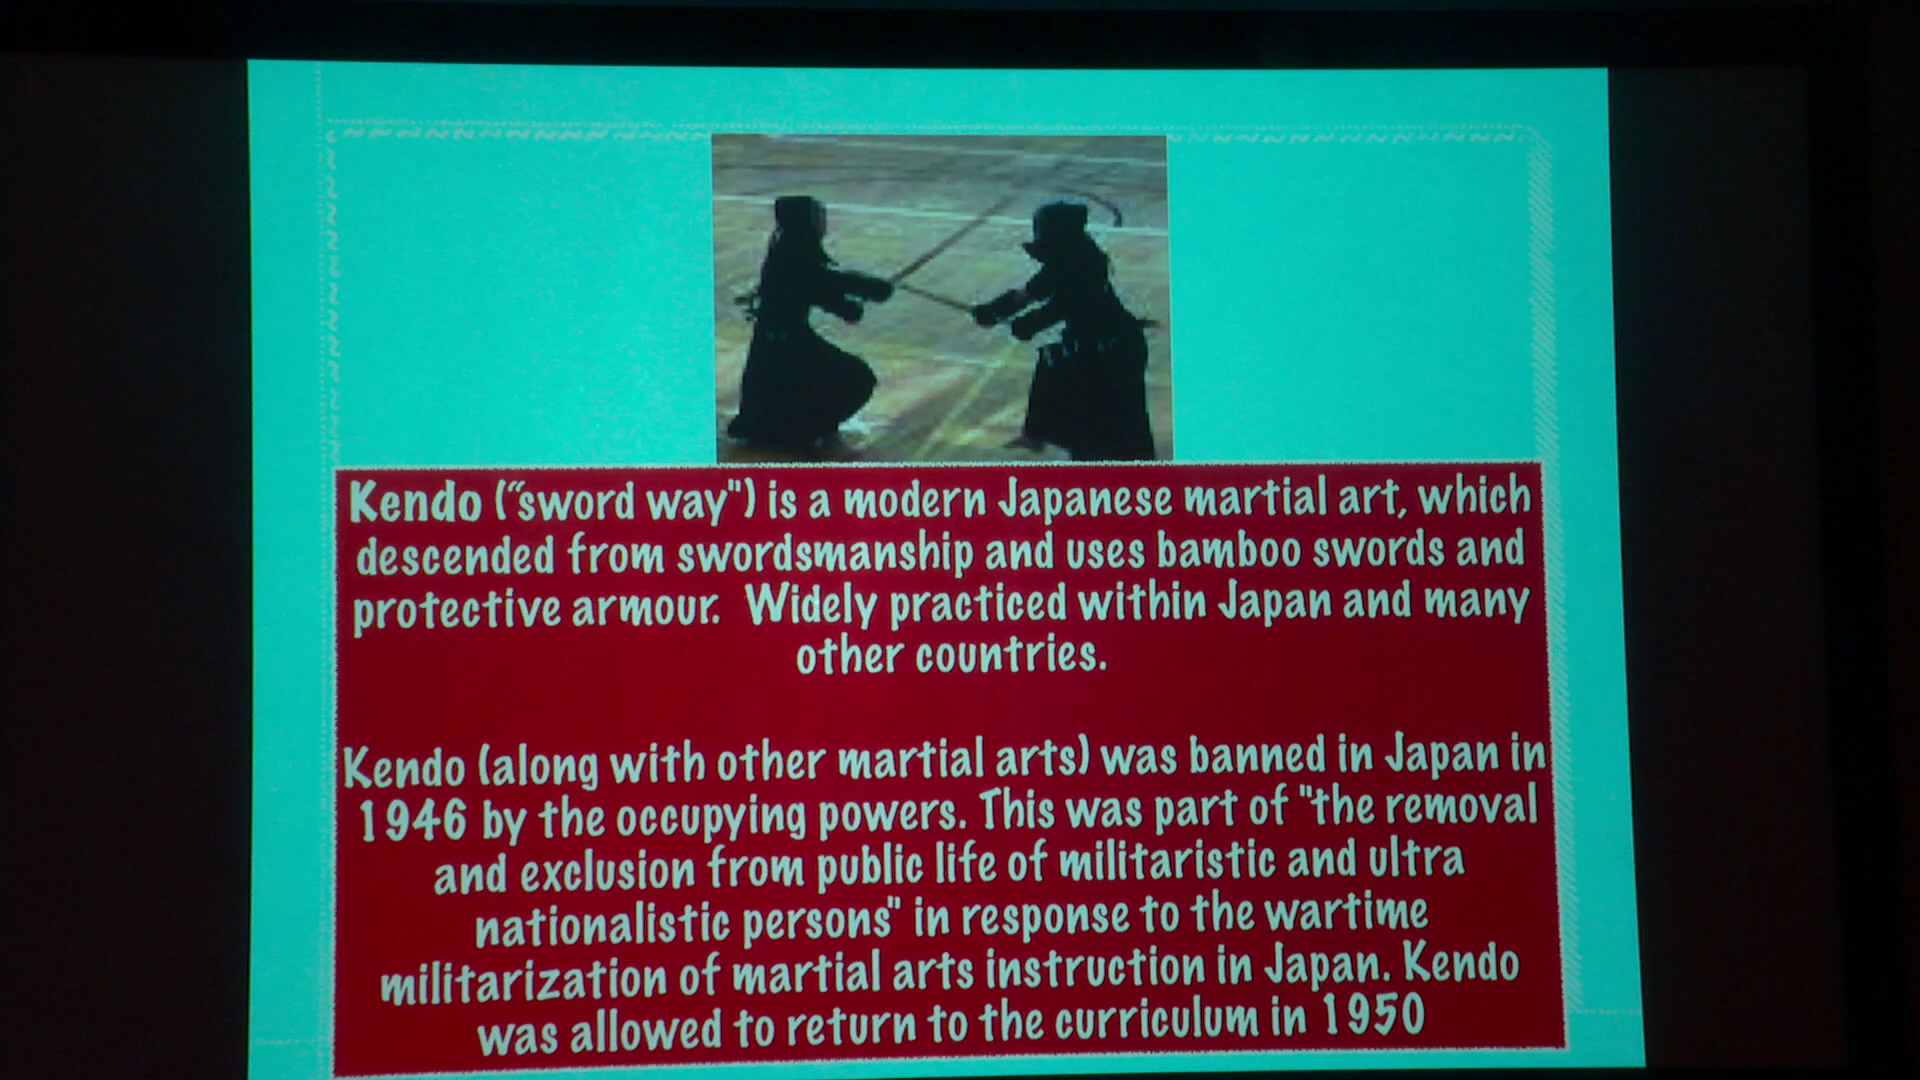 Kendo (“sword way") is a modern Japanese martial art, which
descended from swordsmanship and uses bamboo swords and
protective armour.  Widely practiced within Japan and many
other countries.
Kendo (along with other martial arts) was banned in Japan in
1946 by the occupying powers. This was part of "the removal
and exclusion from public life of militaristic and ultra
nationalistic persons" in response to the wartime
militarization of martial arts instruction in Japan. Kendo
was allowed to return to the curriculum in 1950